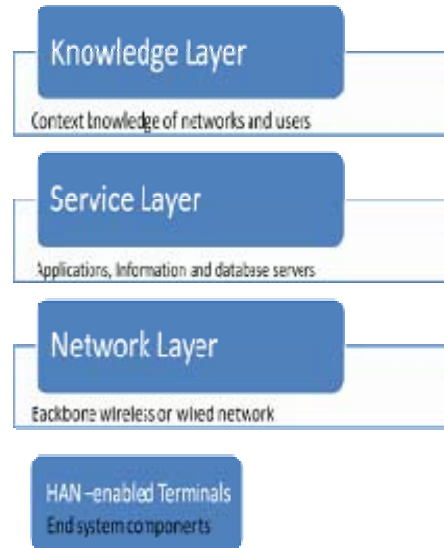 Knowledge Layer
Context knowledge of networks and users
Service Layer
Applications, Information and database servers
Network Layer
Backbone wireless or wired network
HAN -enabled Terminals
End system components